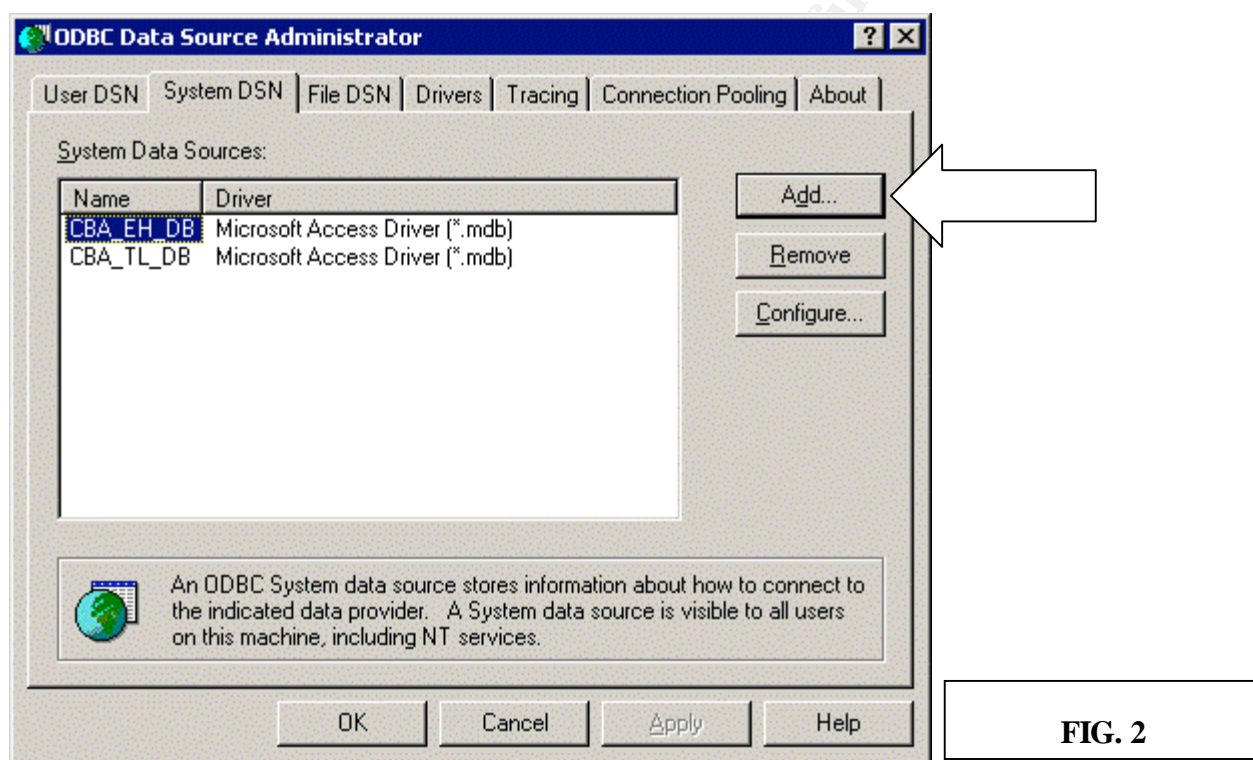 ODBC Data Source Administrator
User DSN System DSN File DSN Drivers Tracing Connection Pooling About
System Data Sources:
Name Driver
CBA_EH_DB Microsoft Access Driver (*.mdb)
CBA_TL_DB Microsoft Access Driver (*.mdb)
Add...
Remove
Configure...
An ODBC System data source stores information about how to connect to
the indicated data provider. A System data source is visible to all users
on this machine, including NT services.
OK Cancel Apply Help
FIG. 2